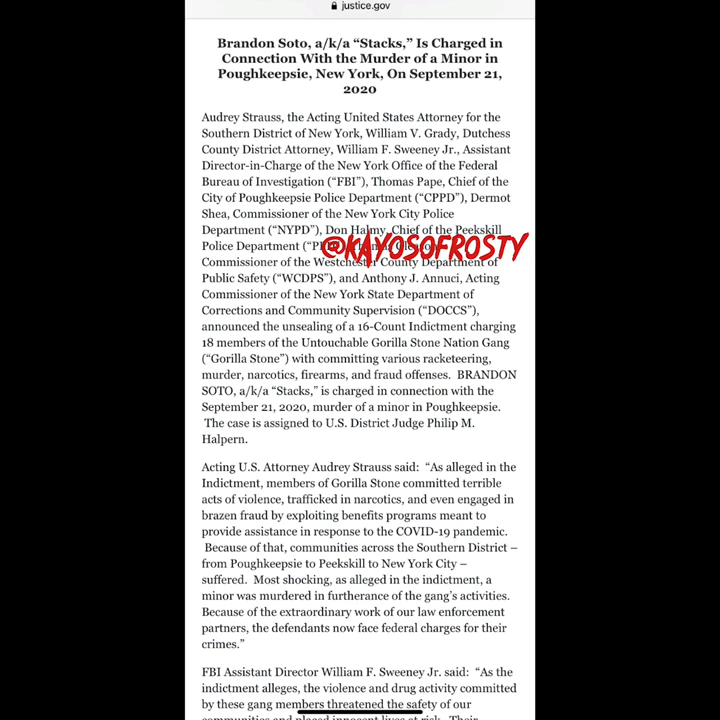 justice.gov
Brandon Soto, a/k/a “Stacks,” Is Charged in
Connection With the Murder of a Minor in
Poughkeepsie, New York, On September 21,
2020
Audrey Strauss, the Acting United States Attorney for the
Southern District of New York, William V. Grady, Dutchess
County District Attorney, William F. Sweeney Jr., Assistant
Director-in-Charge of the New York Office of the Federal
Bureau of Investigation (“FBI”), Thomas Pape, Chief of the
City of Poughkeepsie Police Department (“CPPD”), Dermot
Shea, Commissioner of the New York City Police
Department (“NYPD”), Don Halmy, Chief of the Peekskill
Police Department
@KAYOSOFROSTY
Commissioner of the Westchester County Department of
Public Safety (“WCDPS”), and Anthony J. Annuci, Acting
Commissioner of the New York State Department of
Corrections and Community Supervision (“DOCCS”),
announced the unsealing of a 16-Count Indictment charging
18 members of the Untouchable Gorilla Stone Nation Gang
(“Gorilla Stone”) with committing various racketeering,
murder, narcotics, firearms, and fraud offenses. BRANDON
SOTO, a/k/a “Stacks,” is charged in connection with the
September 21, 2020, murder of a minor in Poughkeepsie.
The case is assigned to U.S. District Judge Philip M.
Halpern.
Acting U.S. Attorney Audrey Strauss said: “As alleged in the
Indictment, members of Gorilla Stone committed terrible
acts of violence, trafficked in narcotics, and even engaged in
brazen fraud by exploiting benefits programs meant to
provide assistance in response to the COVID-19 pandemic.
Because of that, communities across the Southern District –
from Poughkeepsie to Peekskill to New York City –
suffered. Most shocking, as alleged in the indictment, a
minor was murdered in furtherance of the gang’s activities.
Because of the extraordinary work of our law enforcement
partners, the defendants now face federal charges for their
crimes.”
FBI Assistant Director William F. Sweeney Jr. said: “As the
indictment alleges, the violence and drug activity committed
by these gang members threatened the safety of our
communities and placed innocent lives at risk. Their